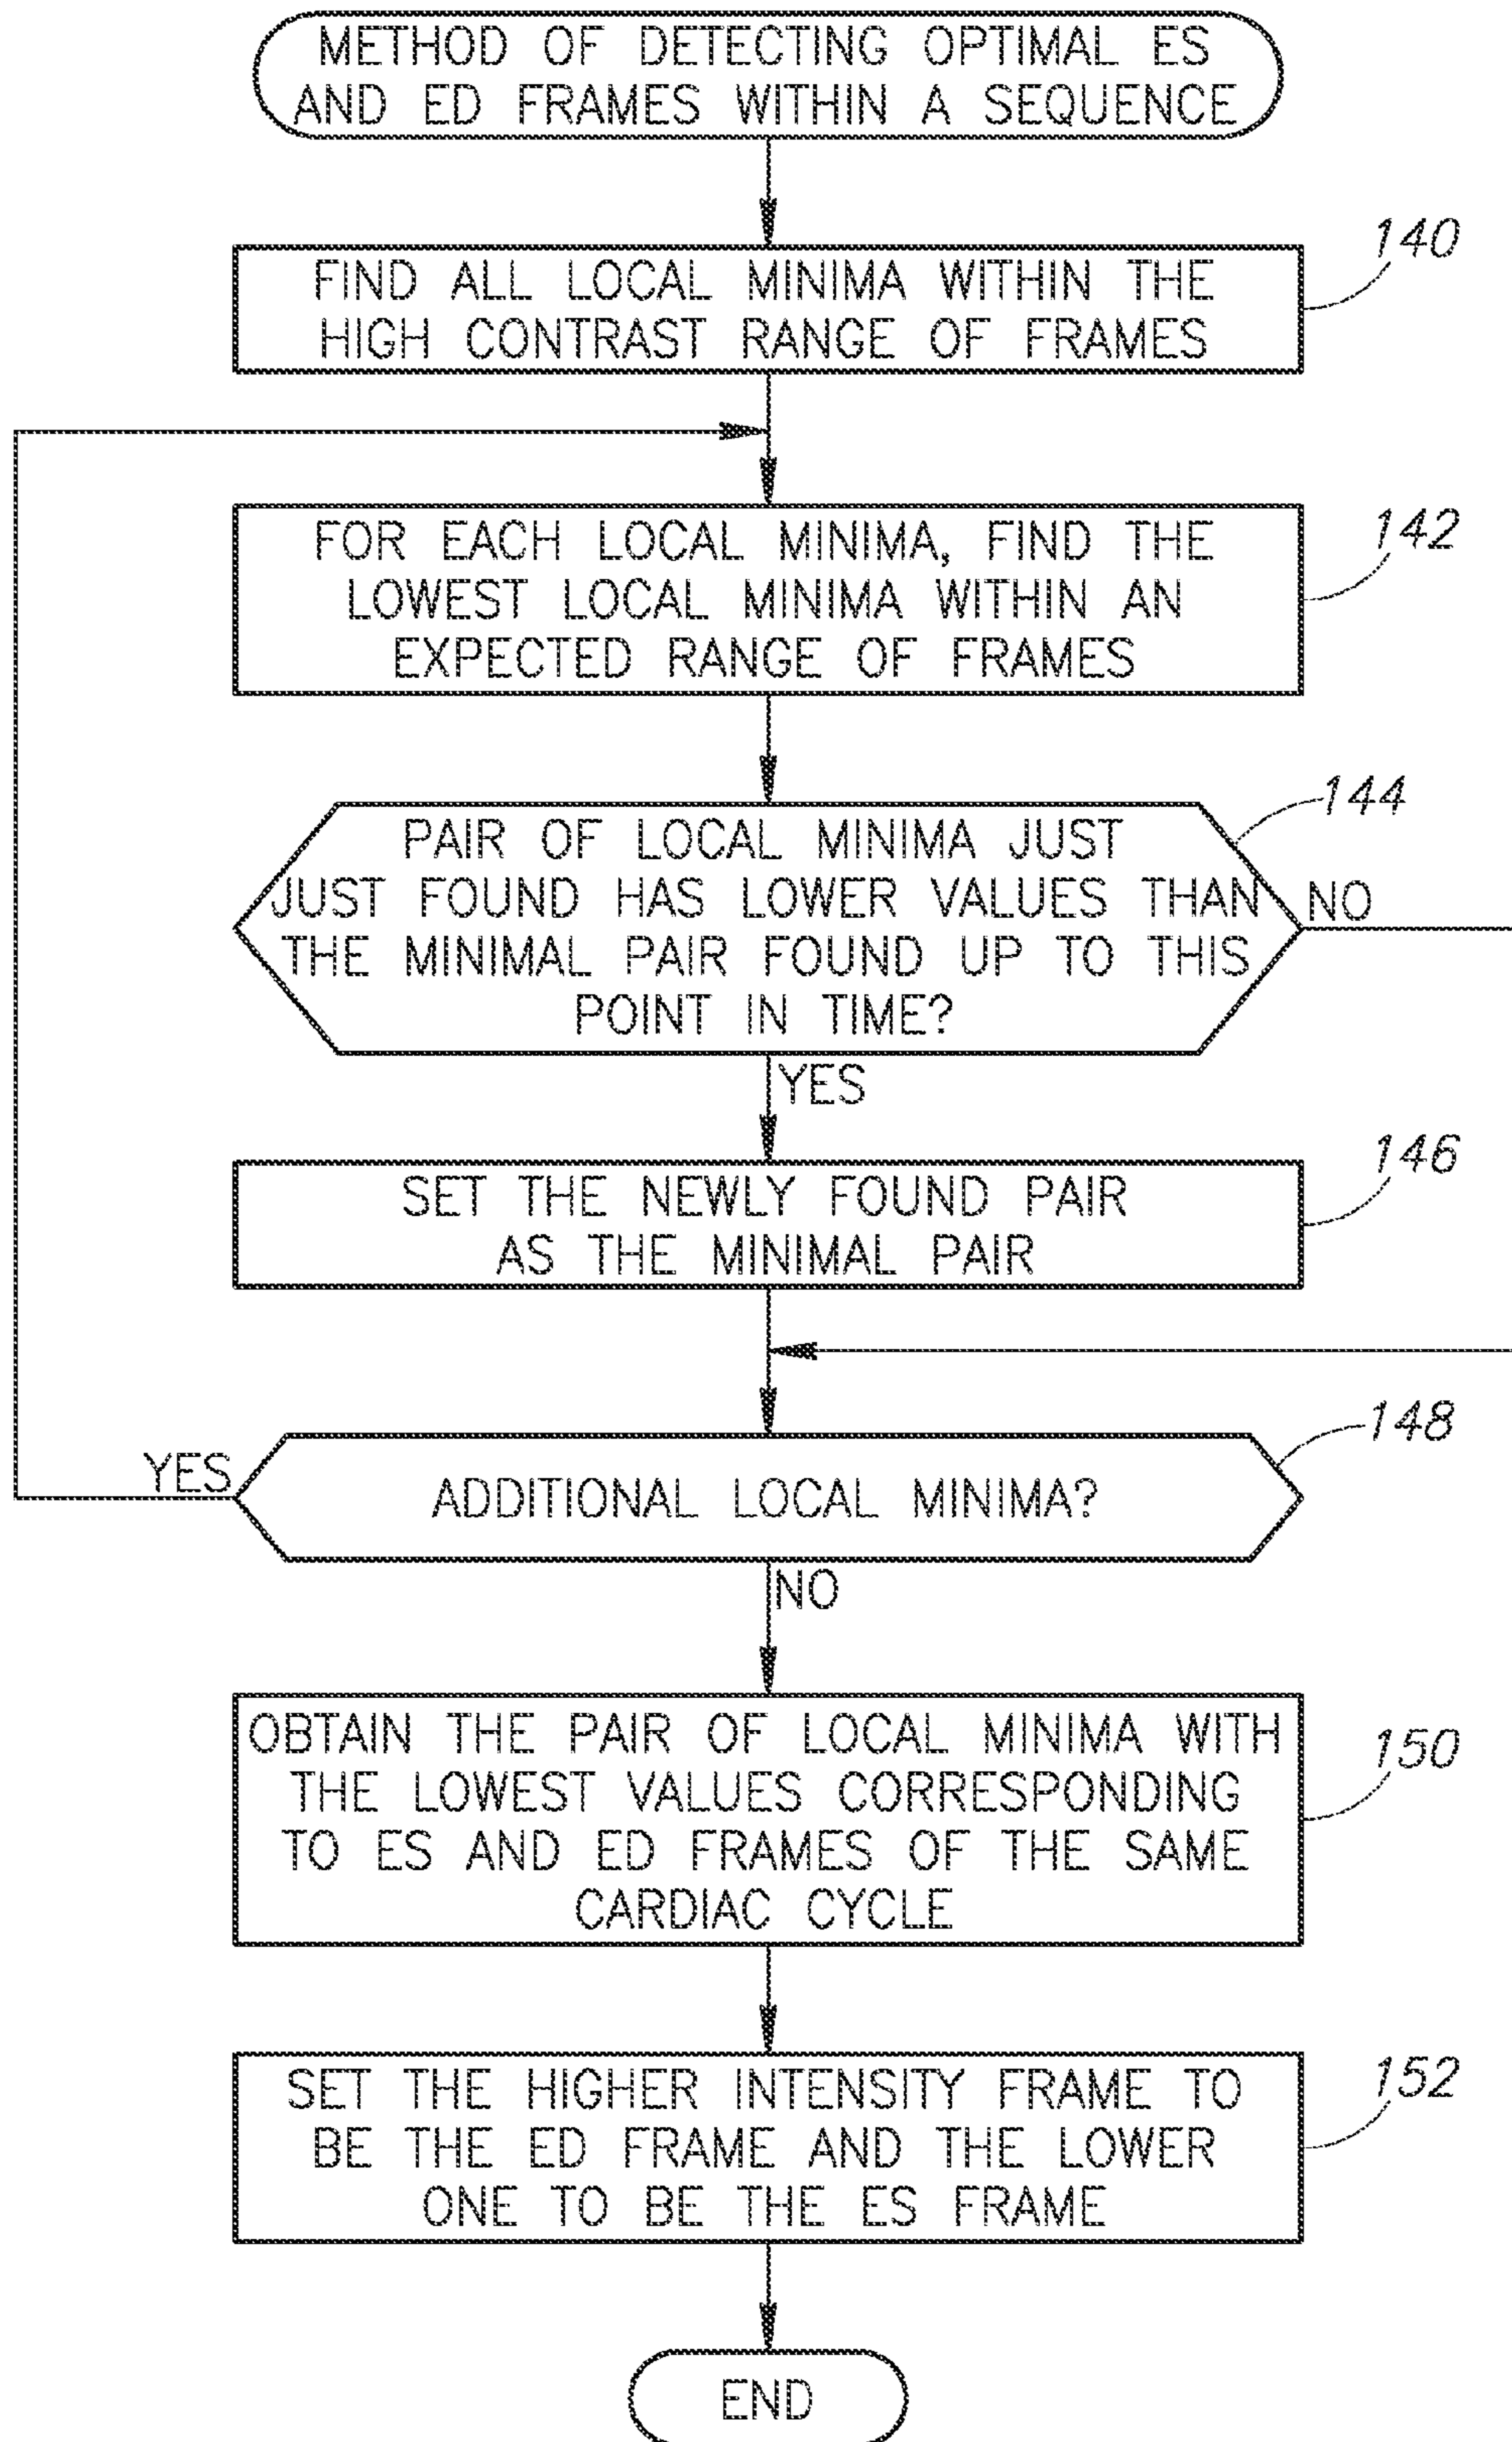 METHOD OF DETECTING OPTIMAL ES
AND ED FRAMES WITHIN A SEQUENCE
140
FIND ALL LOCAL MINIMA WITHIN THE
HIGH CONTRAST RANGE OF FRAMES
142
FOR EACH LOCAL MINIMA, FIND THE
LOWEST LOCAL MINIMA WITHIN AN
EXPECTED RANGE OF FRAMES
144
PAIR OF LOCAL MINIMA JUST
JUST FOUND HAS LOWER VALUES THAN
THE MINIMAL PAIR FOUND UP TO THIS
POINT IN TIME?
NO
YES
146
SET THE NEWLY FOUND PAIR
AS THE MINIMAL PAIR
148
YES
ADDITIONAL LOCAL MINIMA?
NO
150
OBTAIN THE PAIR OF LOCAL MINIMA WITH
THE LOWEST VALUES CORRESPONDING
TO ES AND ED FRAMES OF THE SAME
CARDIAC CYCLE
152
SET THE HIGHER INTENSITY FRAME TO
BE THE ED FRAME AND THE LOWER
ONE TO BE THE ES FRAME
END